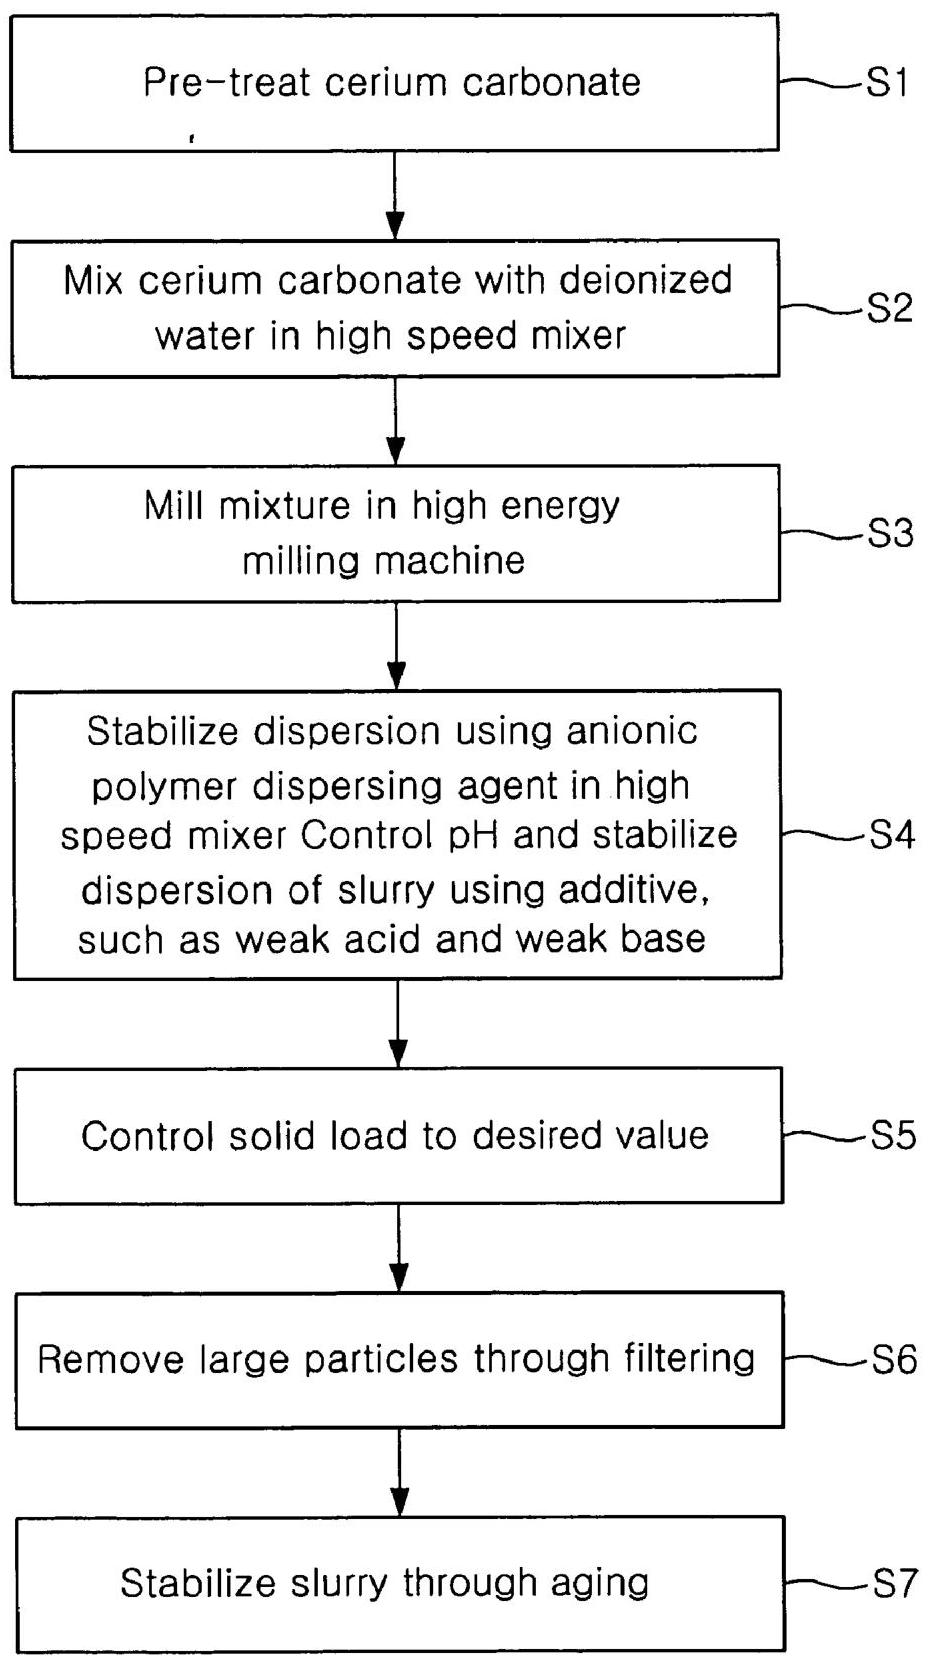 Pre-treat cerium carbonate
S1
Mix cerium carbonate with deionized
water in high speed mixer
S2
Mill mixture in high energy
milling machine
S3
Stabilize dispersion using anionic
polymer dispersing agent in high
speed mixer Control pH and stabilize
dispersion of slurry using additive,
such as weak acid and weak base
S4
Control solid load to desired value
S5
Remove large particles through filtering
S6
Stabilize slurry through aging
S7